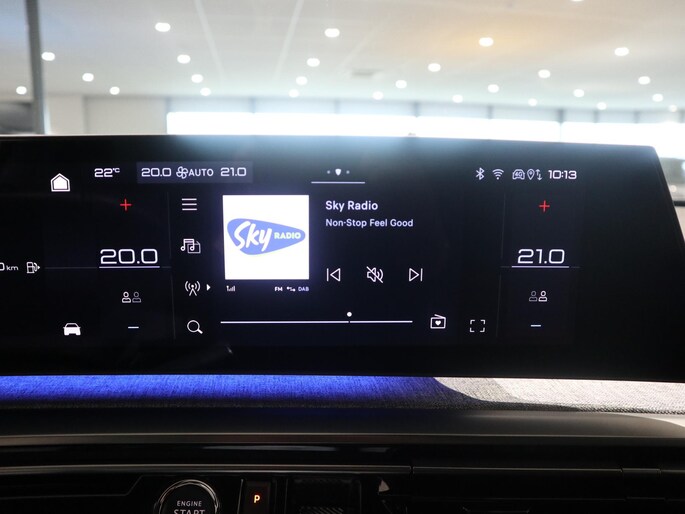 22°C
20.0 AUTO 21.0
10:13
Sky RADIO
Sky Radio
Non-Stop Feel Good
20.0
21.0
0 km
FM DAB
ENGINE
START
P